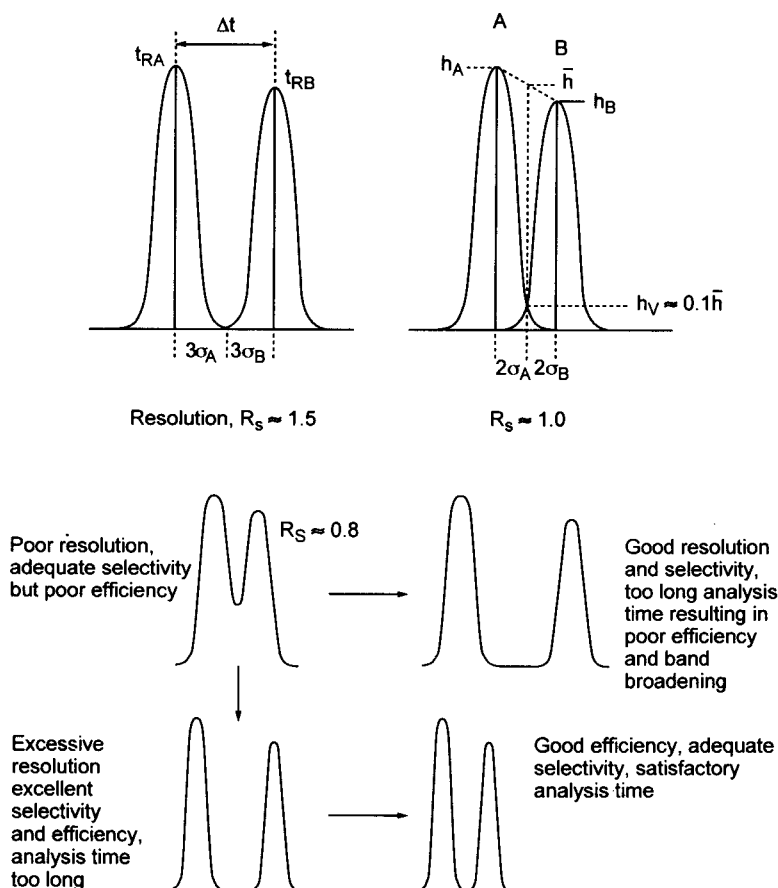 Δt
t_RA
t_RB
3σ_A 3σ_B
Resolution, R_s ≈ 1.5
A
B
h_A
h̄
h_B
h_V ≈ 0.1h̄
2σ_A 2σ_B
R_s ≈ 1.0
Poor resolution,
adequate selectivity
but poor efficiency
R_S ≈ 0.8
Good resolution
and selectivity,
too long analysis
time resulting in
poor efficiency
and band
broadening
Excessive
resolution
excellent
selectivity
and efficiency,
analysis time
too long
Good efficiency, adequate
selectivity, satisfactory
analysis time